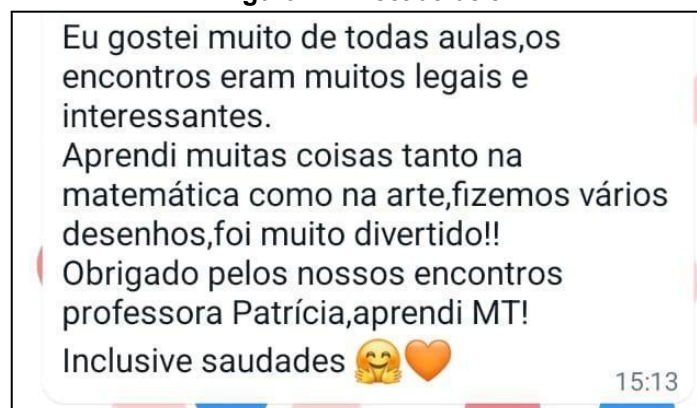 Eu gostei muito de todas aulas,os
encontros eram muitos legais e
interessantes.
Aprendi muitas coisas tanto na
matemática como na arte,fizemos vários
desenhos,foi muito divertido!!
Obrigado pelos nossos encontros
professora Patrícia,aprendi MT!
Inclusive saudades 🤗🧡
15:13